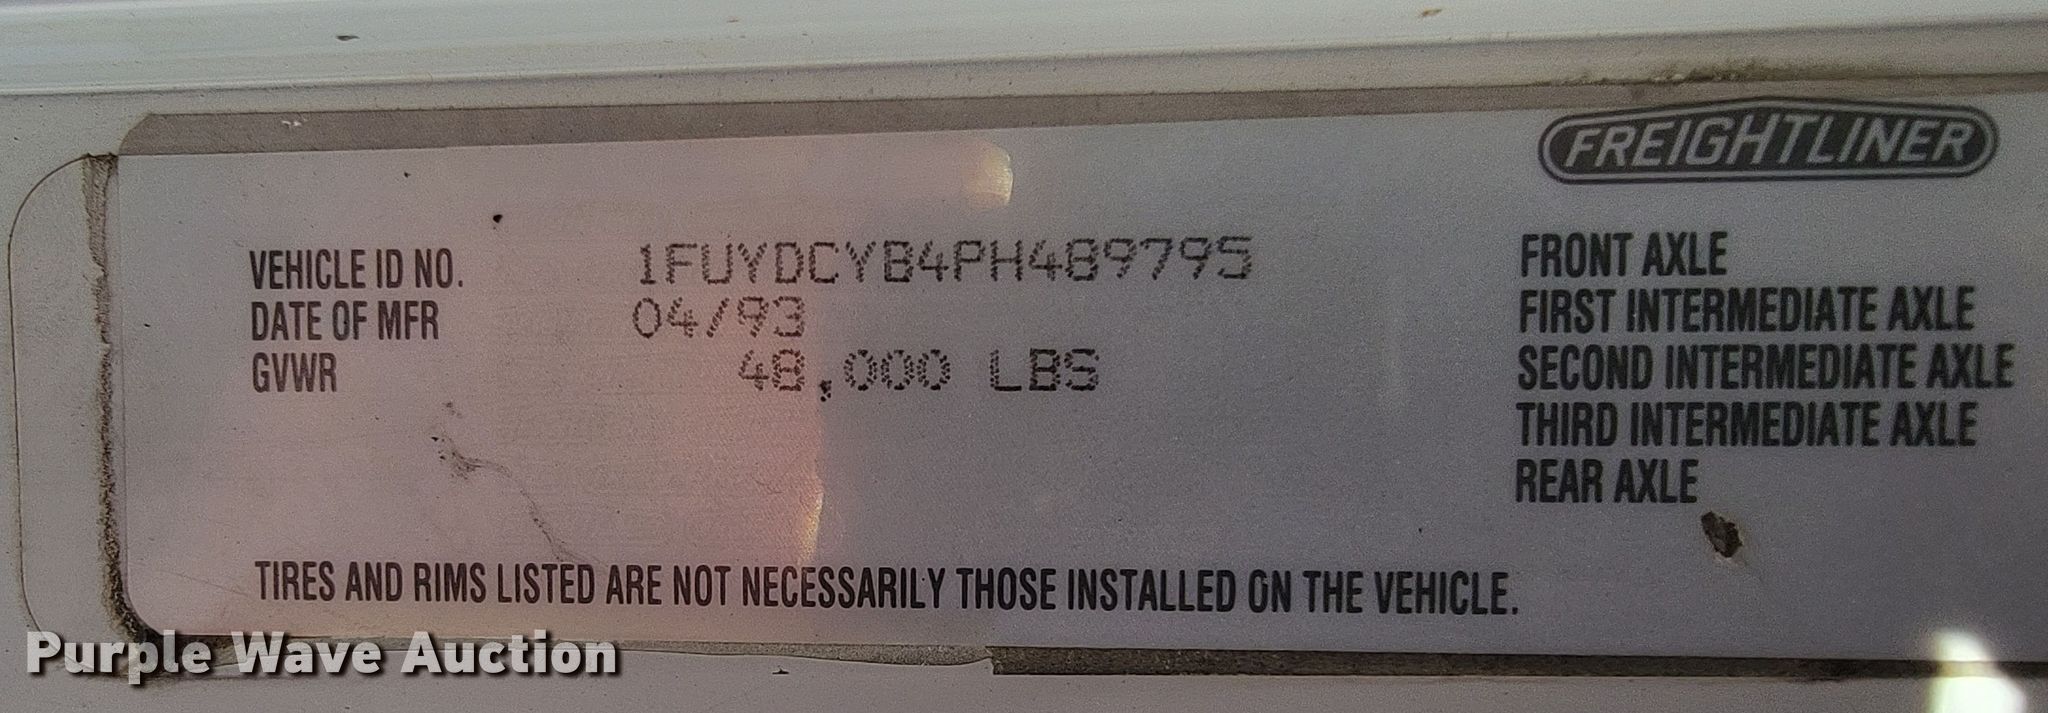 FREIGHTLINER
VEHICLE ID NO. 1FUYDCYB4PH489795
DATE OF MFR 04/93
GVWR 48,000 LBS
FRONT AXLE
FIRST INTERMEDIATE AXLE
SECOND INTERMEDIATE AXLE
THIRD INTERMEDIATE AXLE
REAR AXLE
TIRES AND RIMS LISTED ARE NOT NECESSARILY THOSE INSTALLED ON THE VEHICLE.
Purple Wave Auction